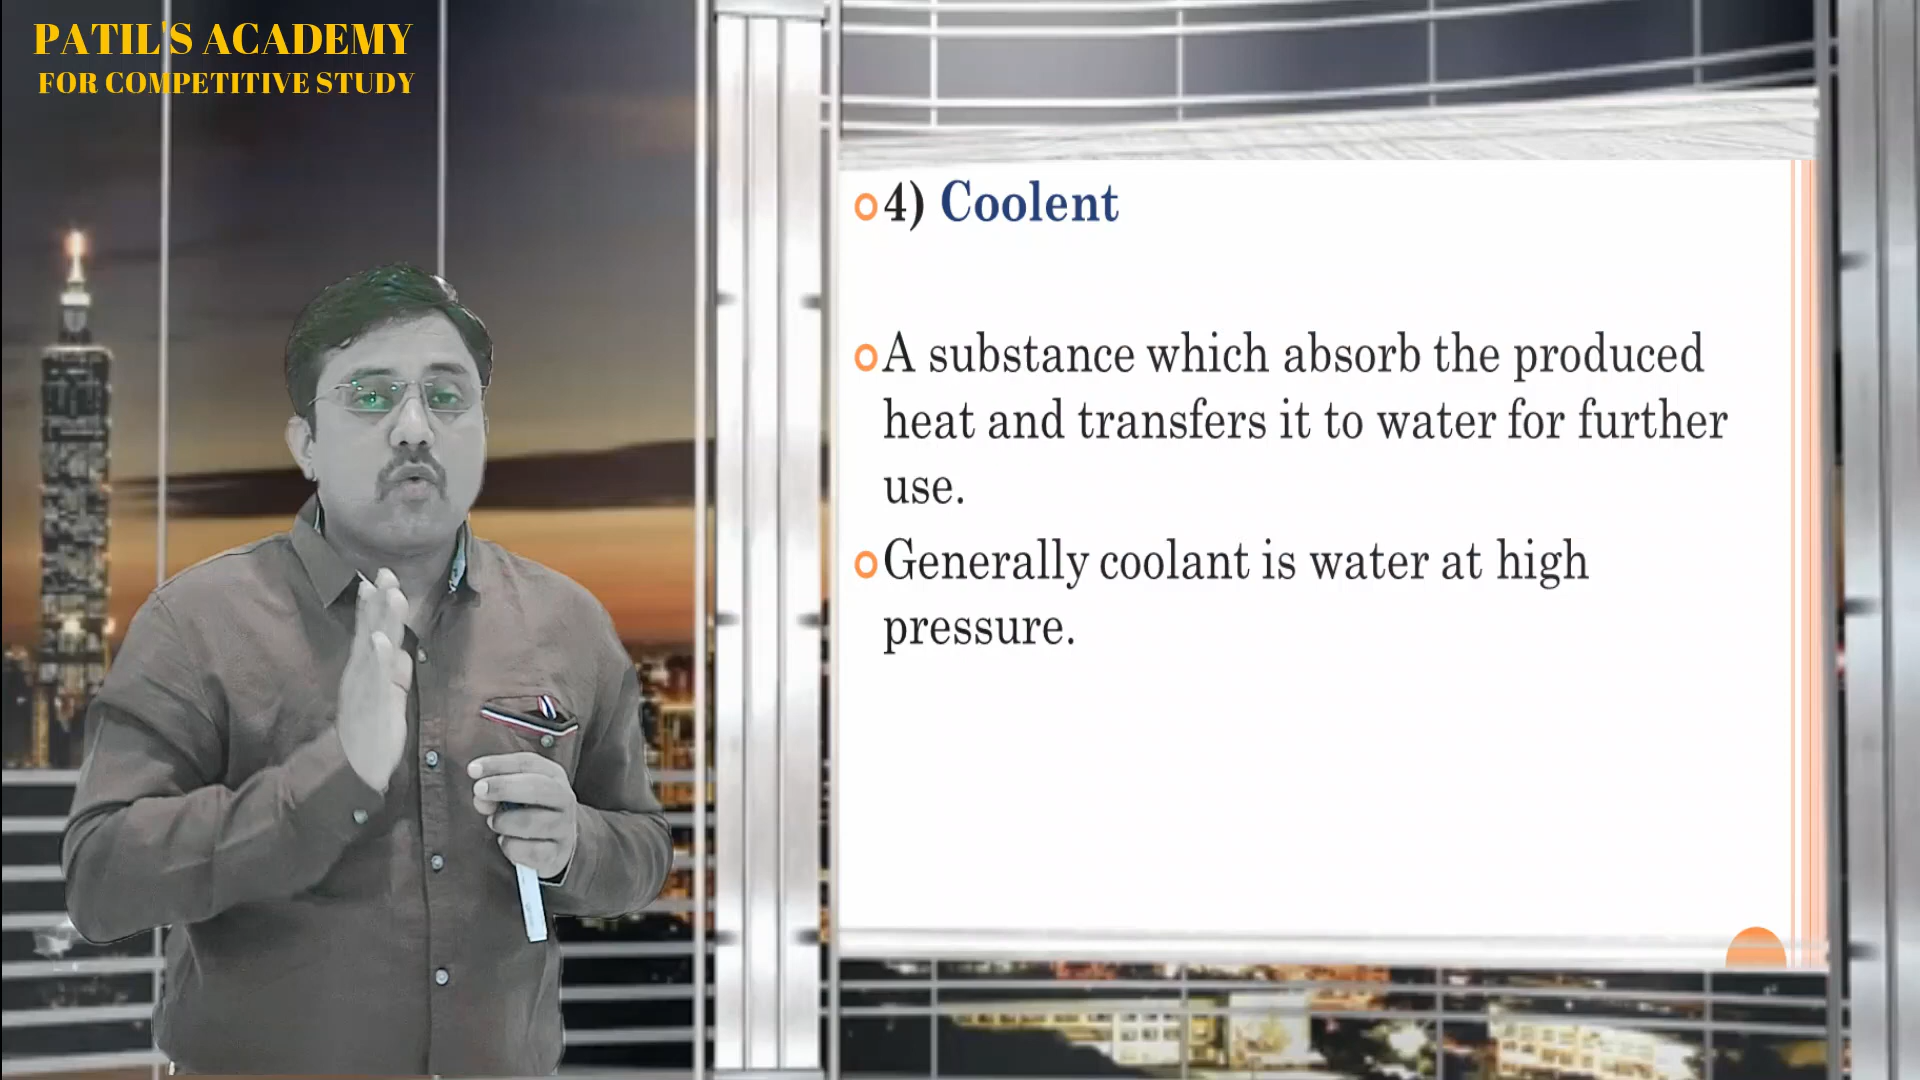 PATIL'S ACADEMY
FOR COMPETITIVE STUDY
4) Coolent
A substance which absorb the produced
heat and transfers it to water for further
use.
Generally coolant is water at high
pressure.